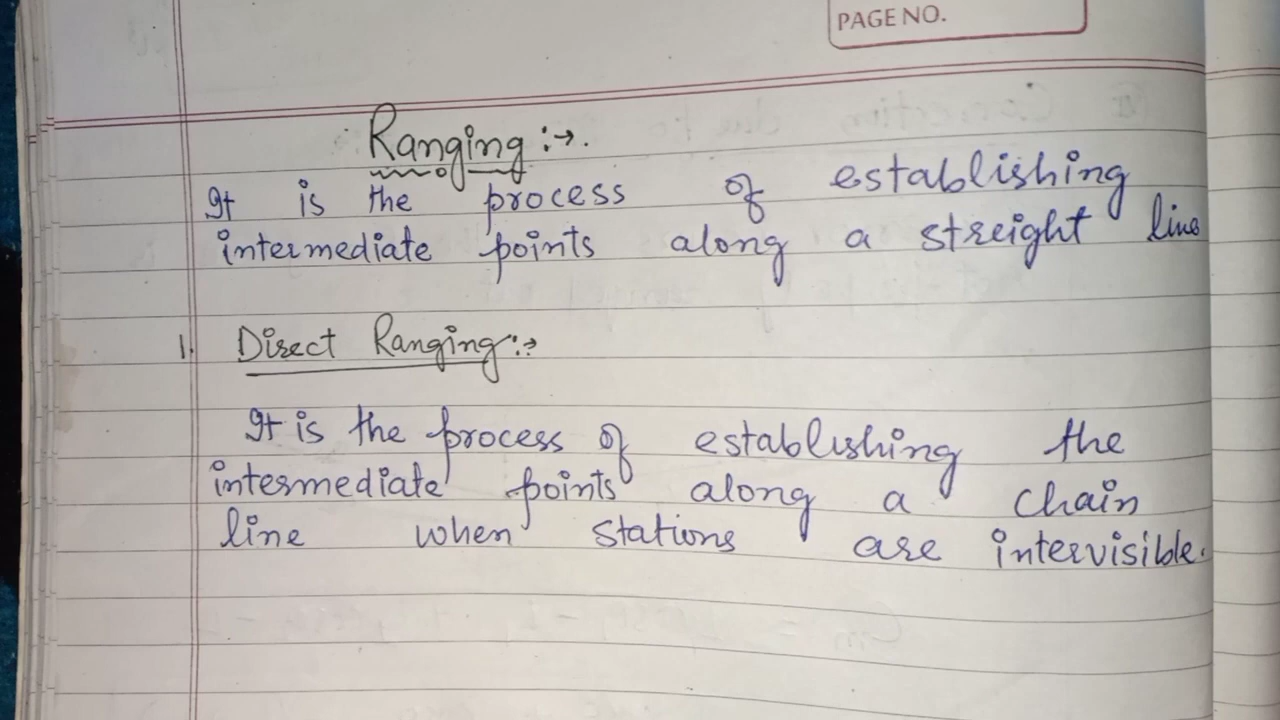 PAGE NO.
Ranging :→.
It is the process of establishing
intermediate points along a streight line
1. Direct Ranging :→
It is the process of establishing the
intermediate points along a chain
line when stations are intervisible.